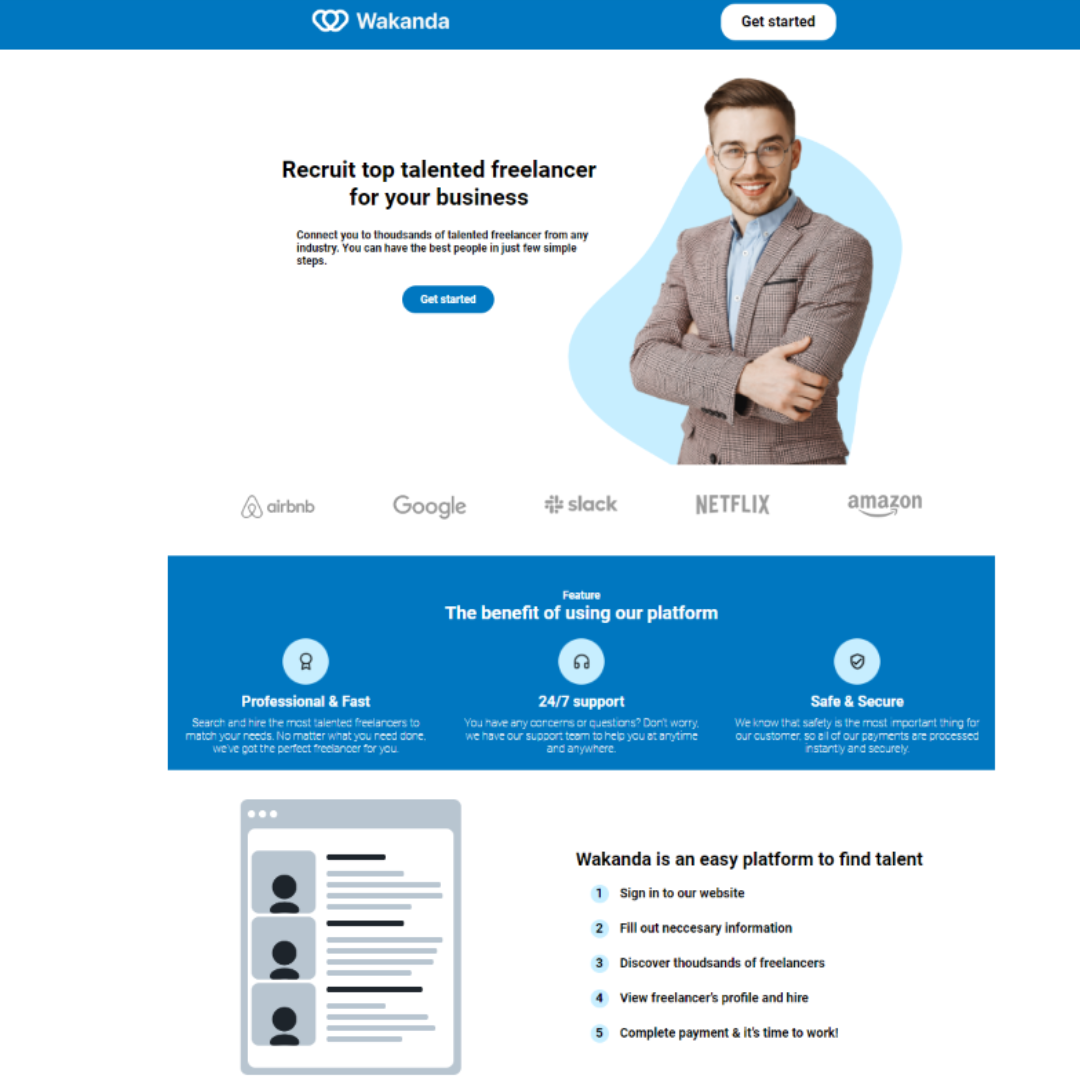 Wakanda
Get started
Recruit top talented freelancer
for your business
Connect you to thoudsands of talented freelancer from any
industry. You can have the best people in just few simple
steps.
Get started
airbnb
Google
slack
NETFLIX
amazon
Feature
The benefit of using our platform
Professional & Fast
Search and hire the most talented freelancers to
match your needs. No matter what you need done,
we've got the perfect freelancer for you.
24/7 support
You have any concerns or questions? Don't worry,
we have our support team to help you at anytime
and anywhere.
Safe & Secure
We know that safety is the most important thing for
our customer, so all of our payments are processed
instantly and securely.
Wakanda is an easy platform to find talent
1 Sign in to our website
2 Fill out neccesary information
3 Discover thoudsands of freelancers
4 View freelancer's profile and hire
5 Complete payment & it's time to work!